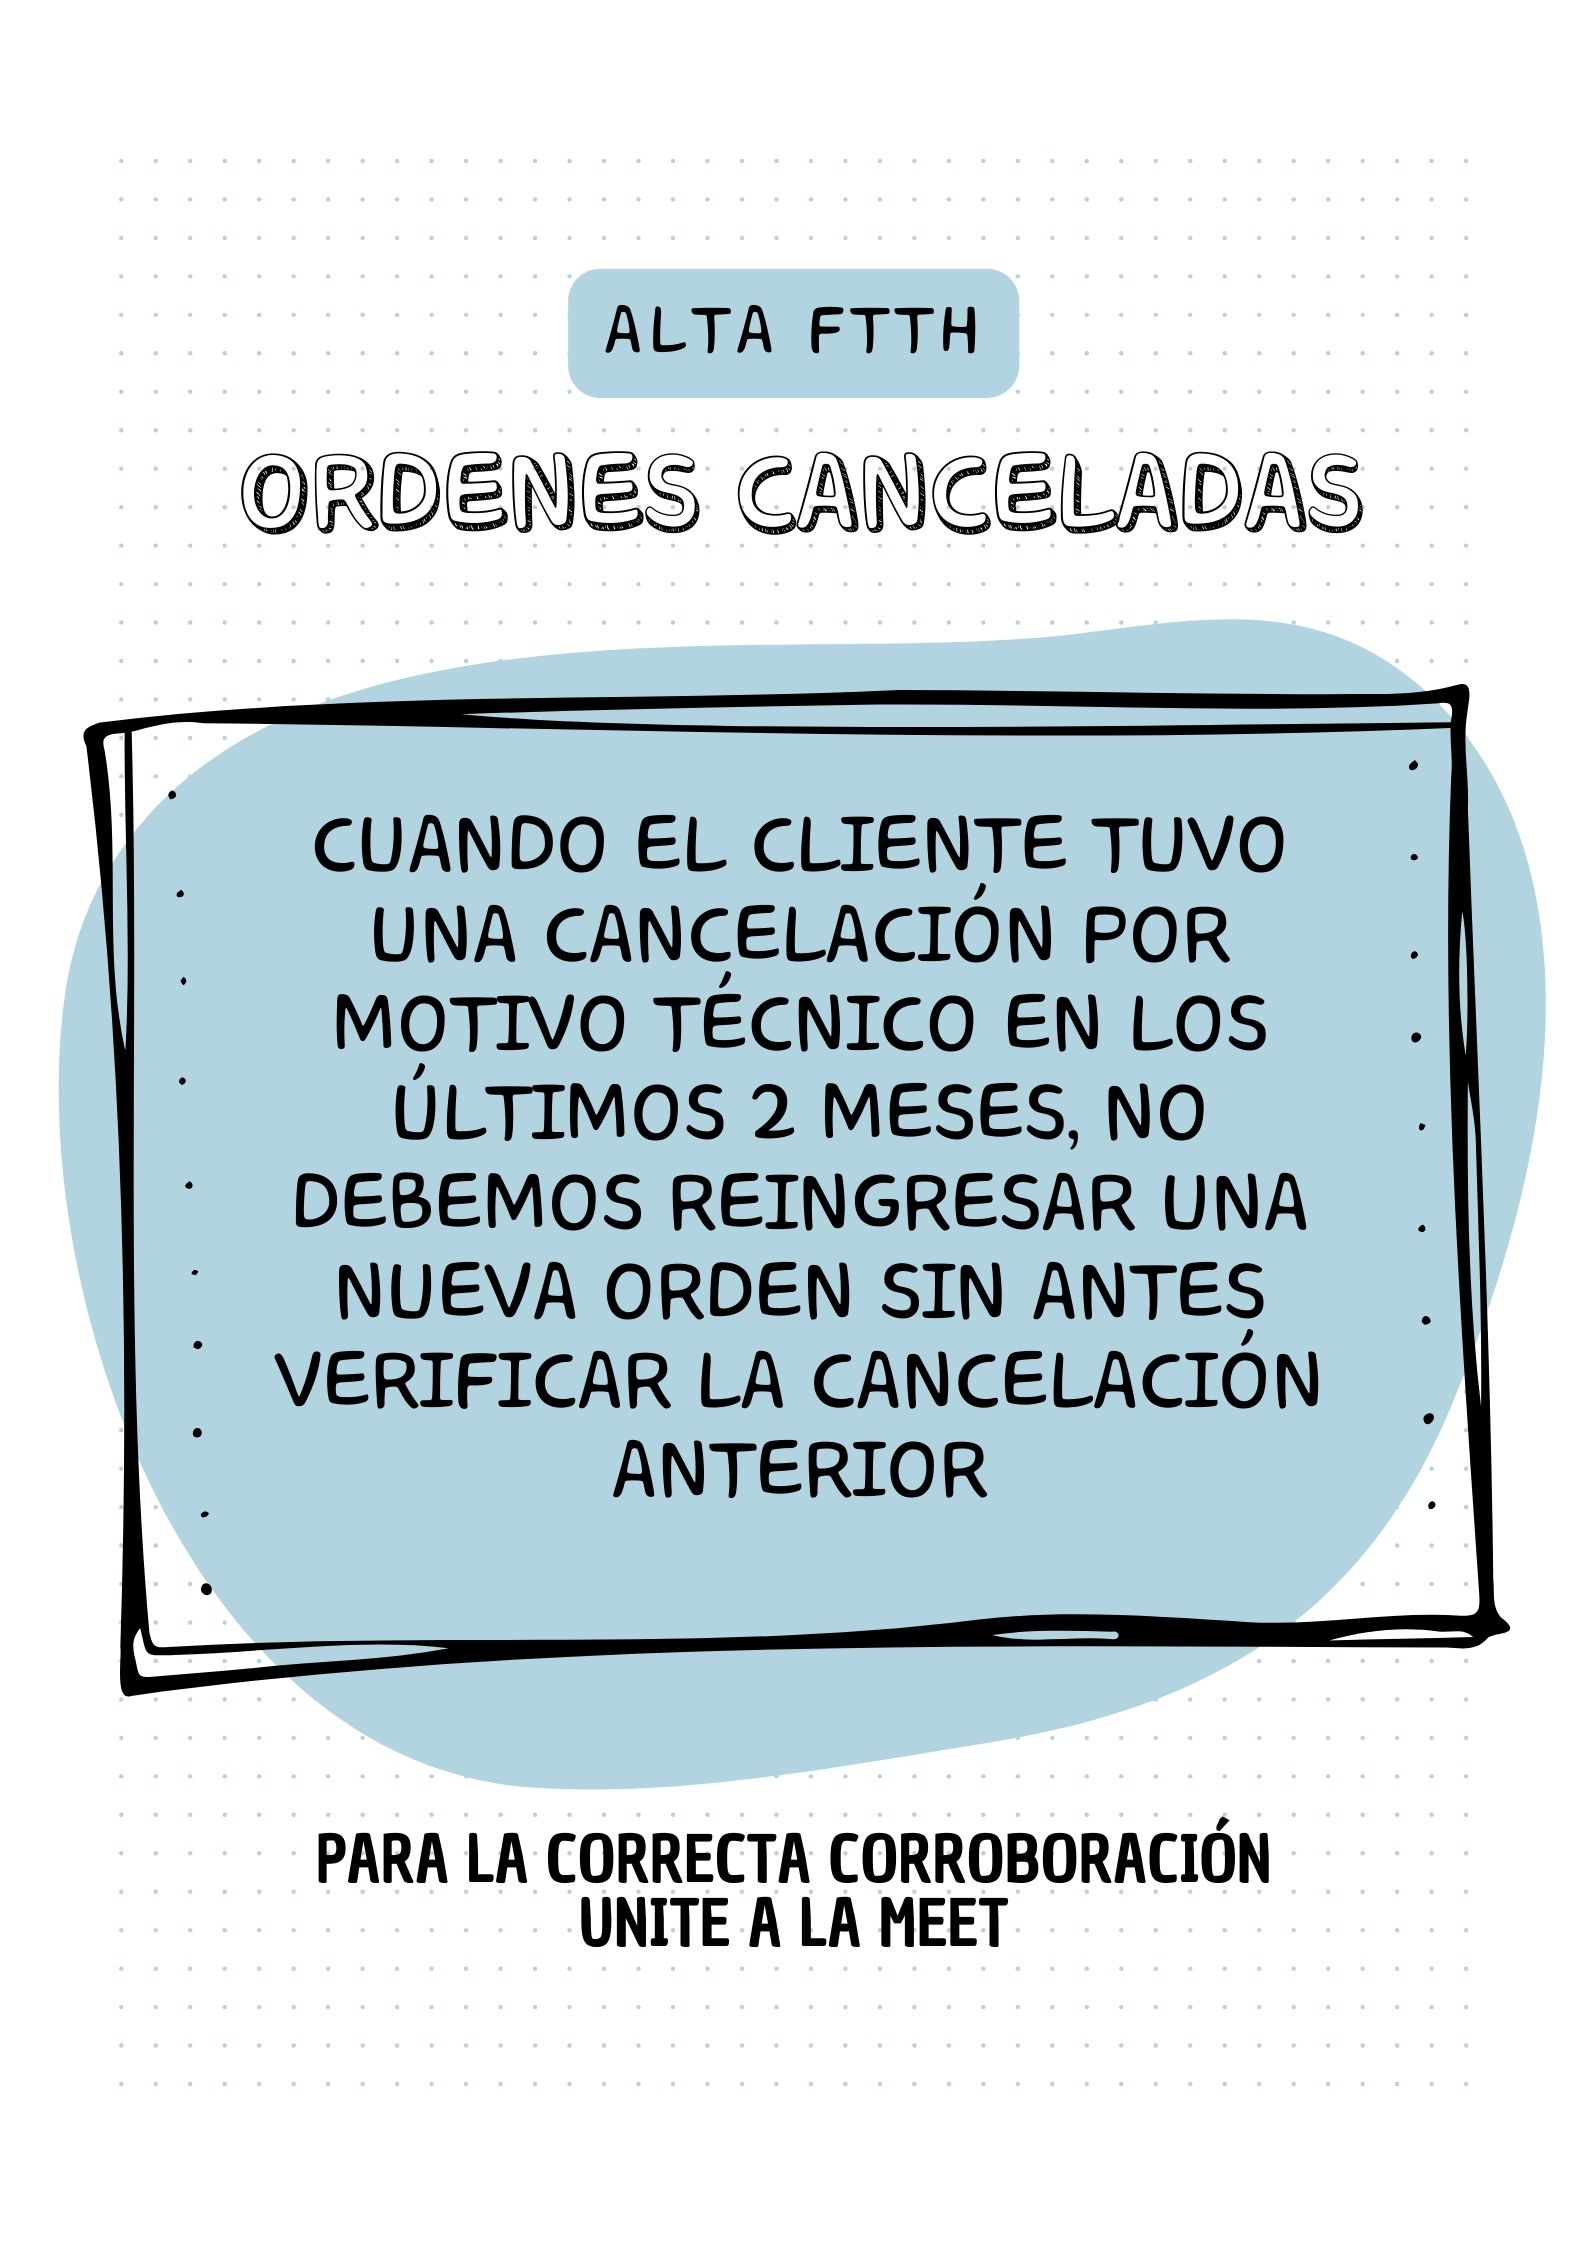 ALTA FTTH
ORDENES CANCELADAS
CUANDO EL CLIENTE TUVO
UNA CANCELACIÓN POR
MOTIVO TÉCNICO EN LOS
ÚLTIMOS 2 MESES, NO
DEBEMOS REINGRESAR UNA
NUEVA ORDEN SIN ANTES
VERIFICAR LA CANCELACIÓN
ANTERIOR
PARA LA CORRECTA CORROBORACIÓN
UNITE A LA MEET